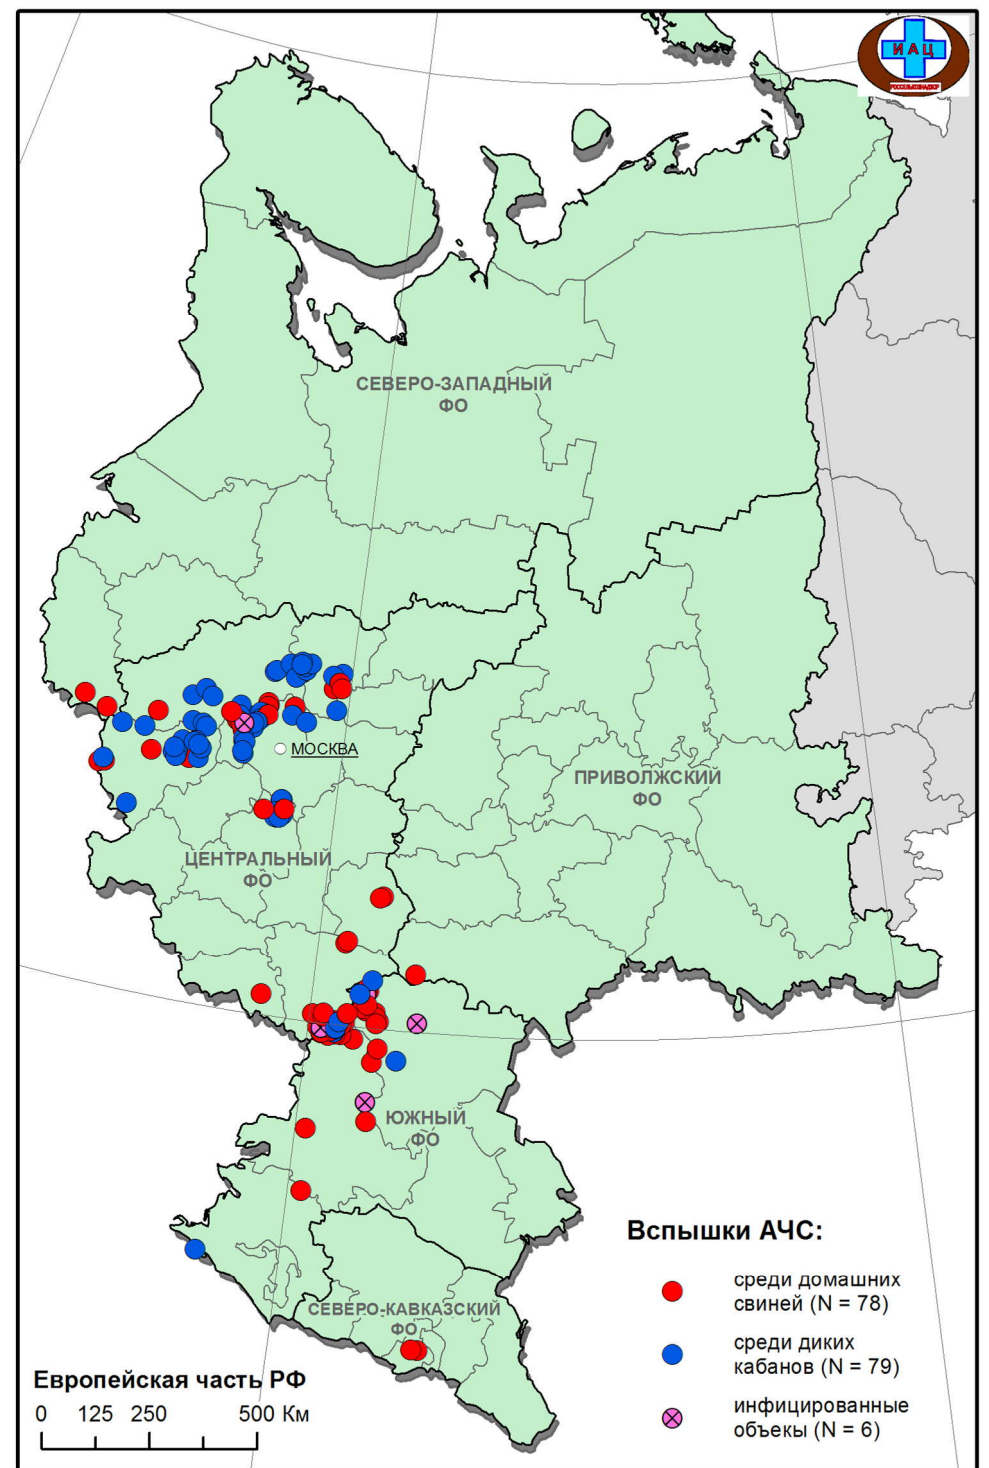 ИАЦ
РОССЕЛЬХОЗНАДЗОР
СЕВЕРО-ЗАПАДНЫЙ
ФО
МОСКВА
ПРИВОЛЖСКИЙ
ФО
ЦЕНТРАЛЬНЫЙ
ФО
ЮЖНЫЙ
ФО
СЕВЕРО-КАВКАЗСКИЙ
ФО
Вспышки АЧС:
среди домашних
свиней (N = 78)
среди диких
кабанов (N = 79)
инфицированные
объекы (N = 6)
Европейская часть РФ
0 125 250 500 Км